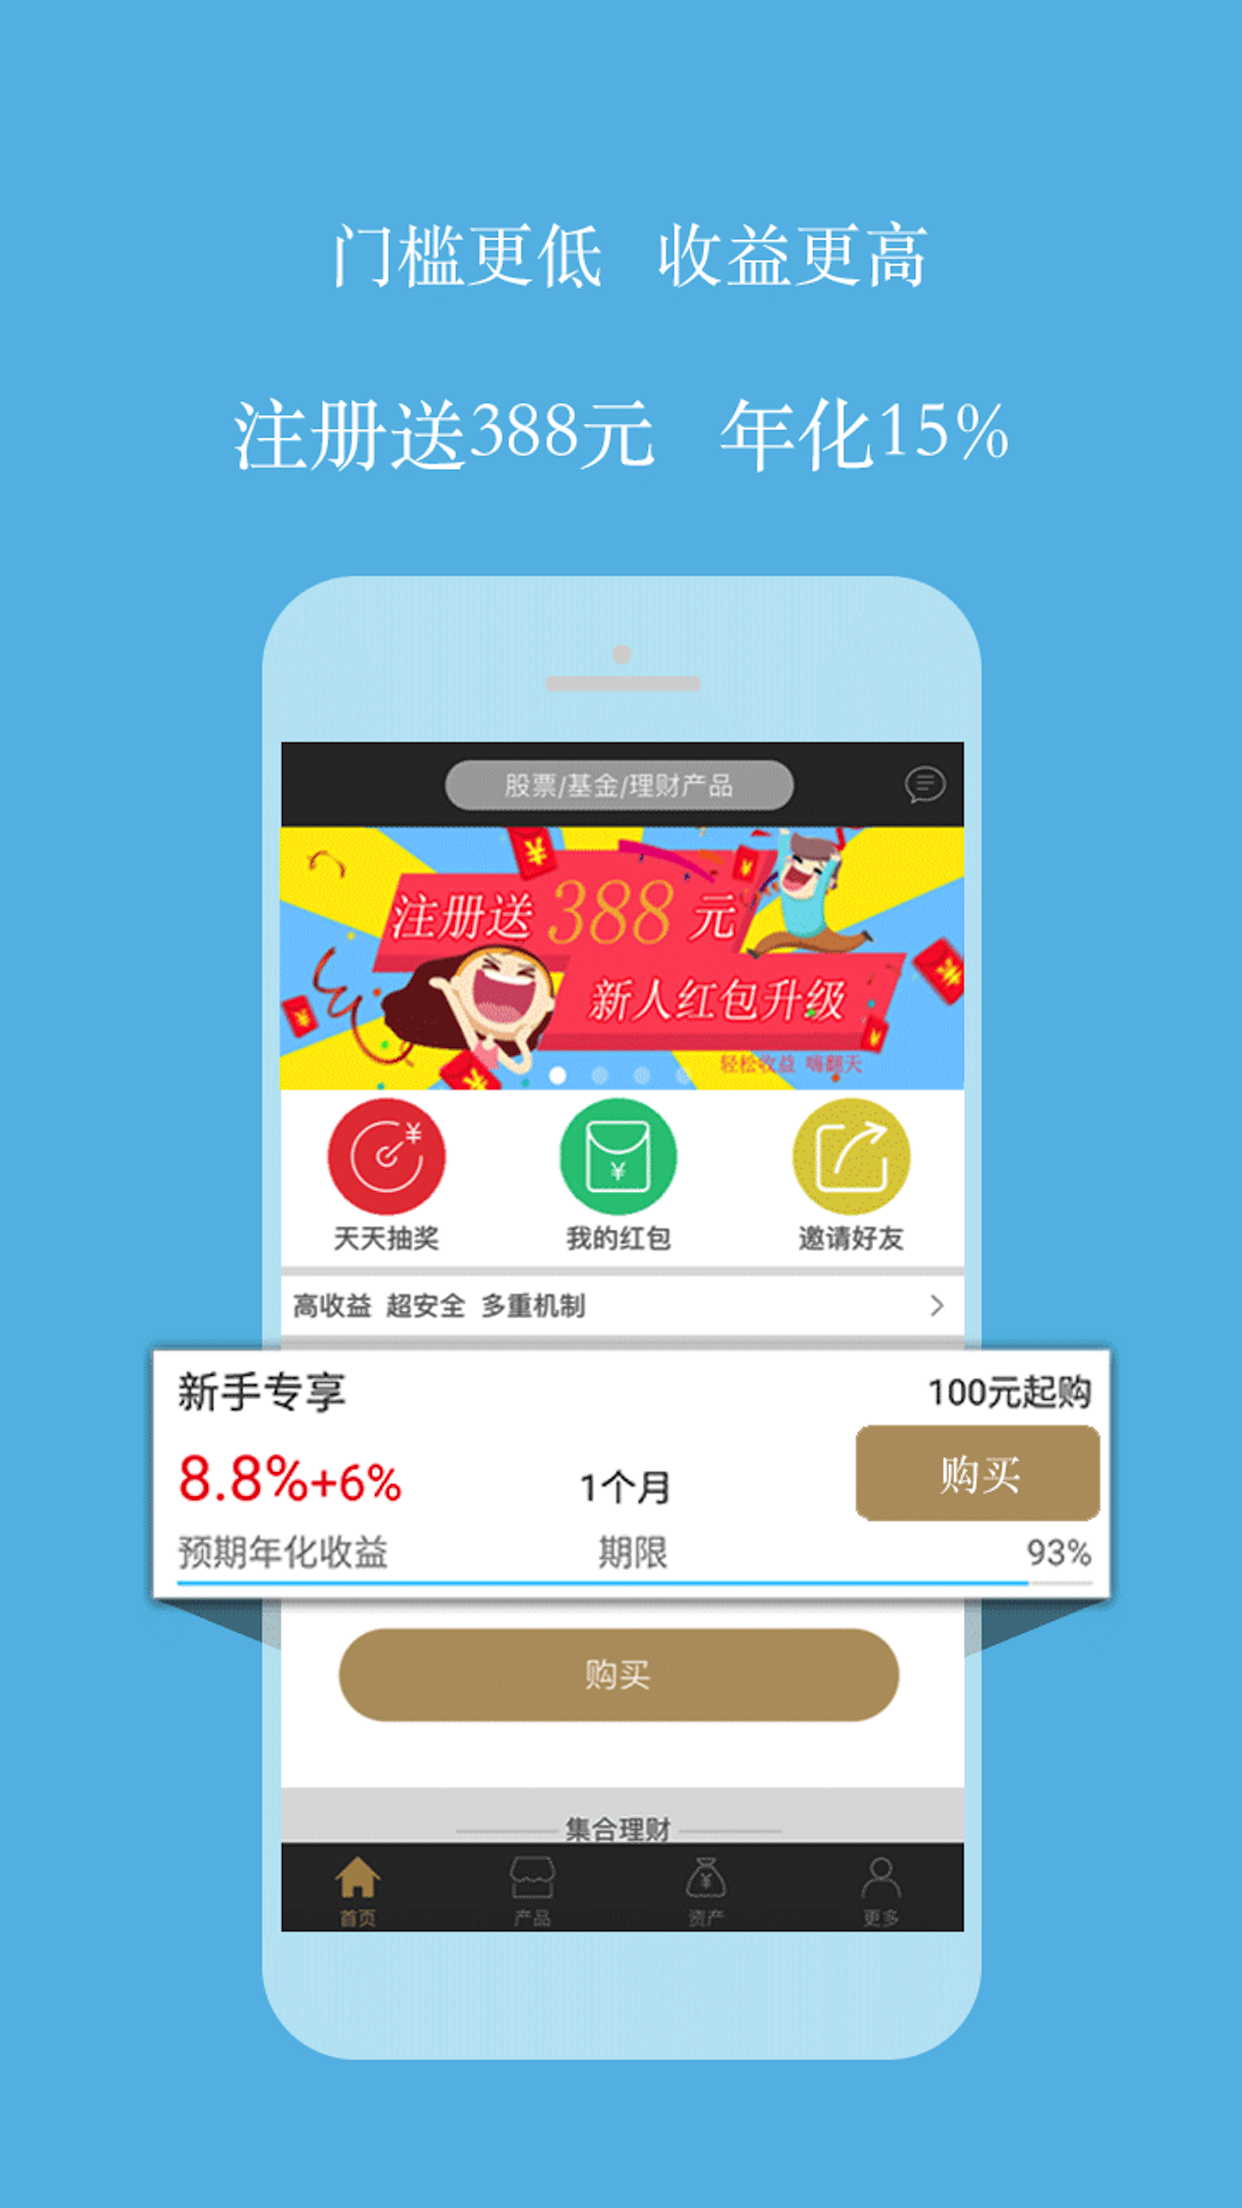 门槛更低 收益更高
注册送388元 年化15%
股票/基金/理财产品
注册送 388 元
新人红包升级
轻松收益 嗨翻天
天天抽奖 我的红包 邀请好友
高收益 超安全 多重机制
新手专享 100元起购
8.8%+6% 1个月 购买
预期年化收益 期限 93%
购买
集合理财
首页 产品 资产 更多